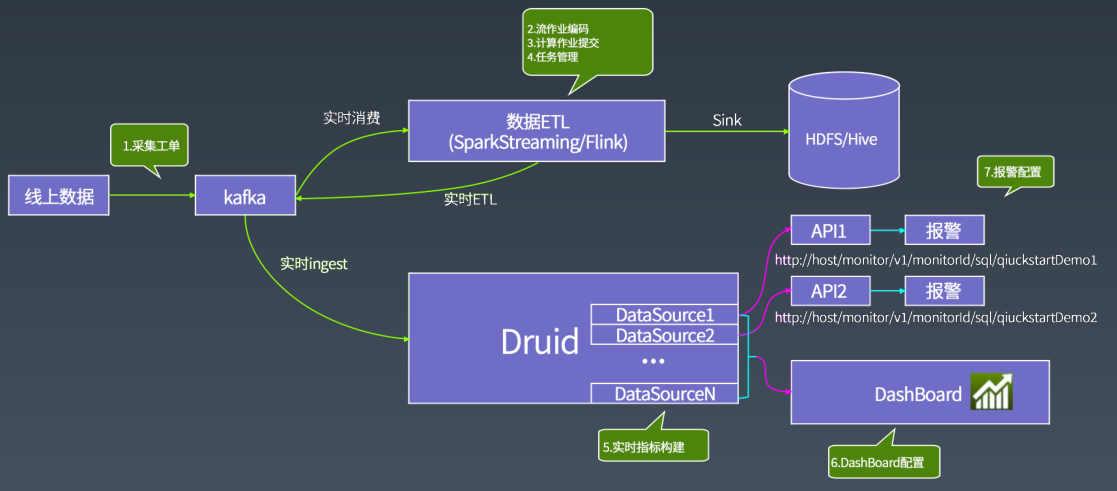 2.流作业编码
3.计算作业提交
4.任务管理
实时消费
数据ETL
(SparkStreaming/Flink)
Sink
HDFS/Hive
1.采集工单
线上数据
kafka
实时ETL
7.报警配置
API1
报警
http://host/monitor/v1/monitorId/sql/qiuckstartDemo1
API2
报警
http://host/monitor/v1/monitorId/sql/qiuckstartDemo2
实时ingest
Druid
DataSource1
DataSource2
•••
DataSourceN
DashBoard
5.实时指标构建
6.DashBoard配置